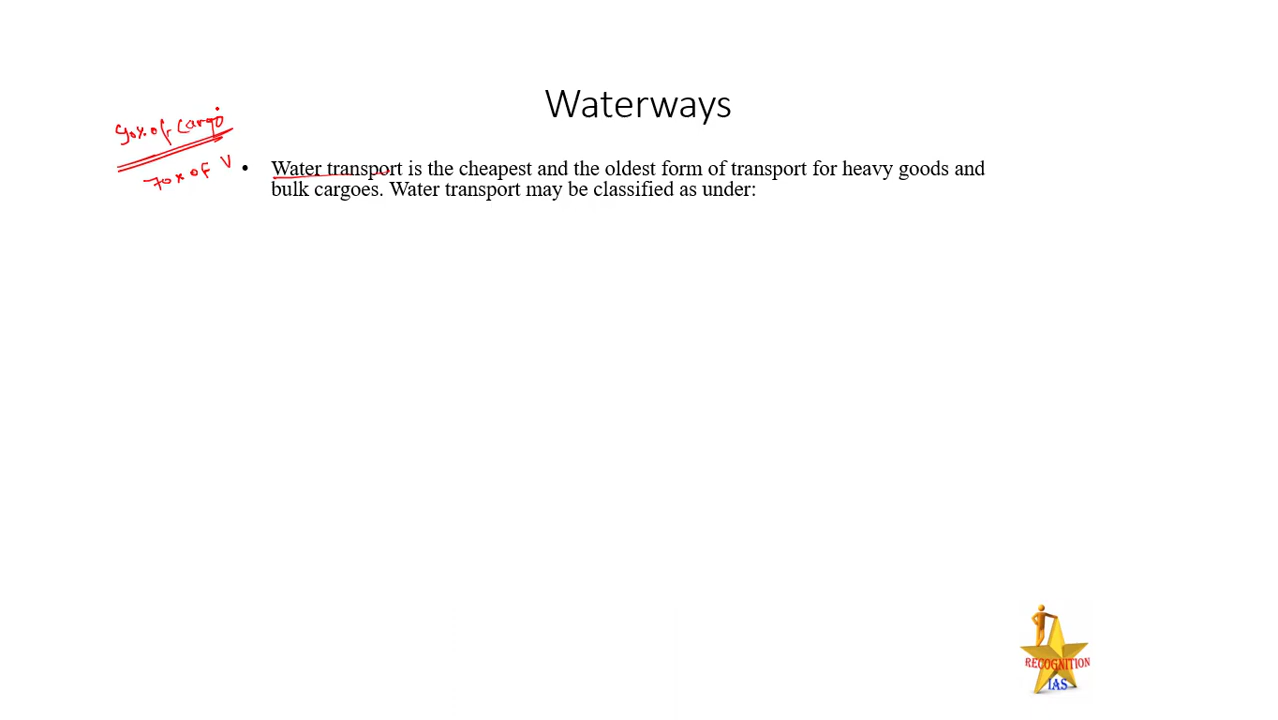 Waterways
90% of Cargo
70% of V
• Water transport is the cheapest and the oldest form of transport for heavy goods and
bulk cargoes. Water transport may be classified as under:
RECOGNITION
IAS